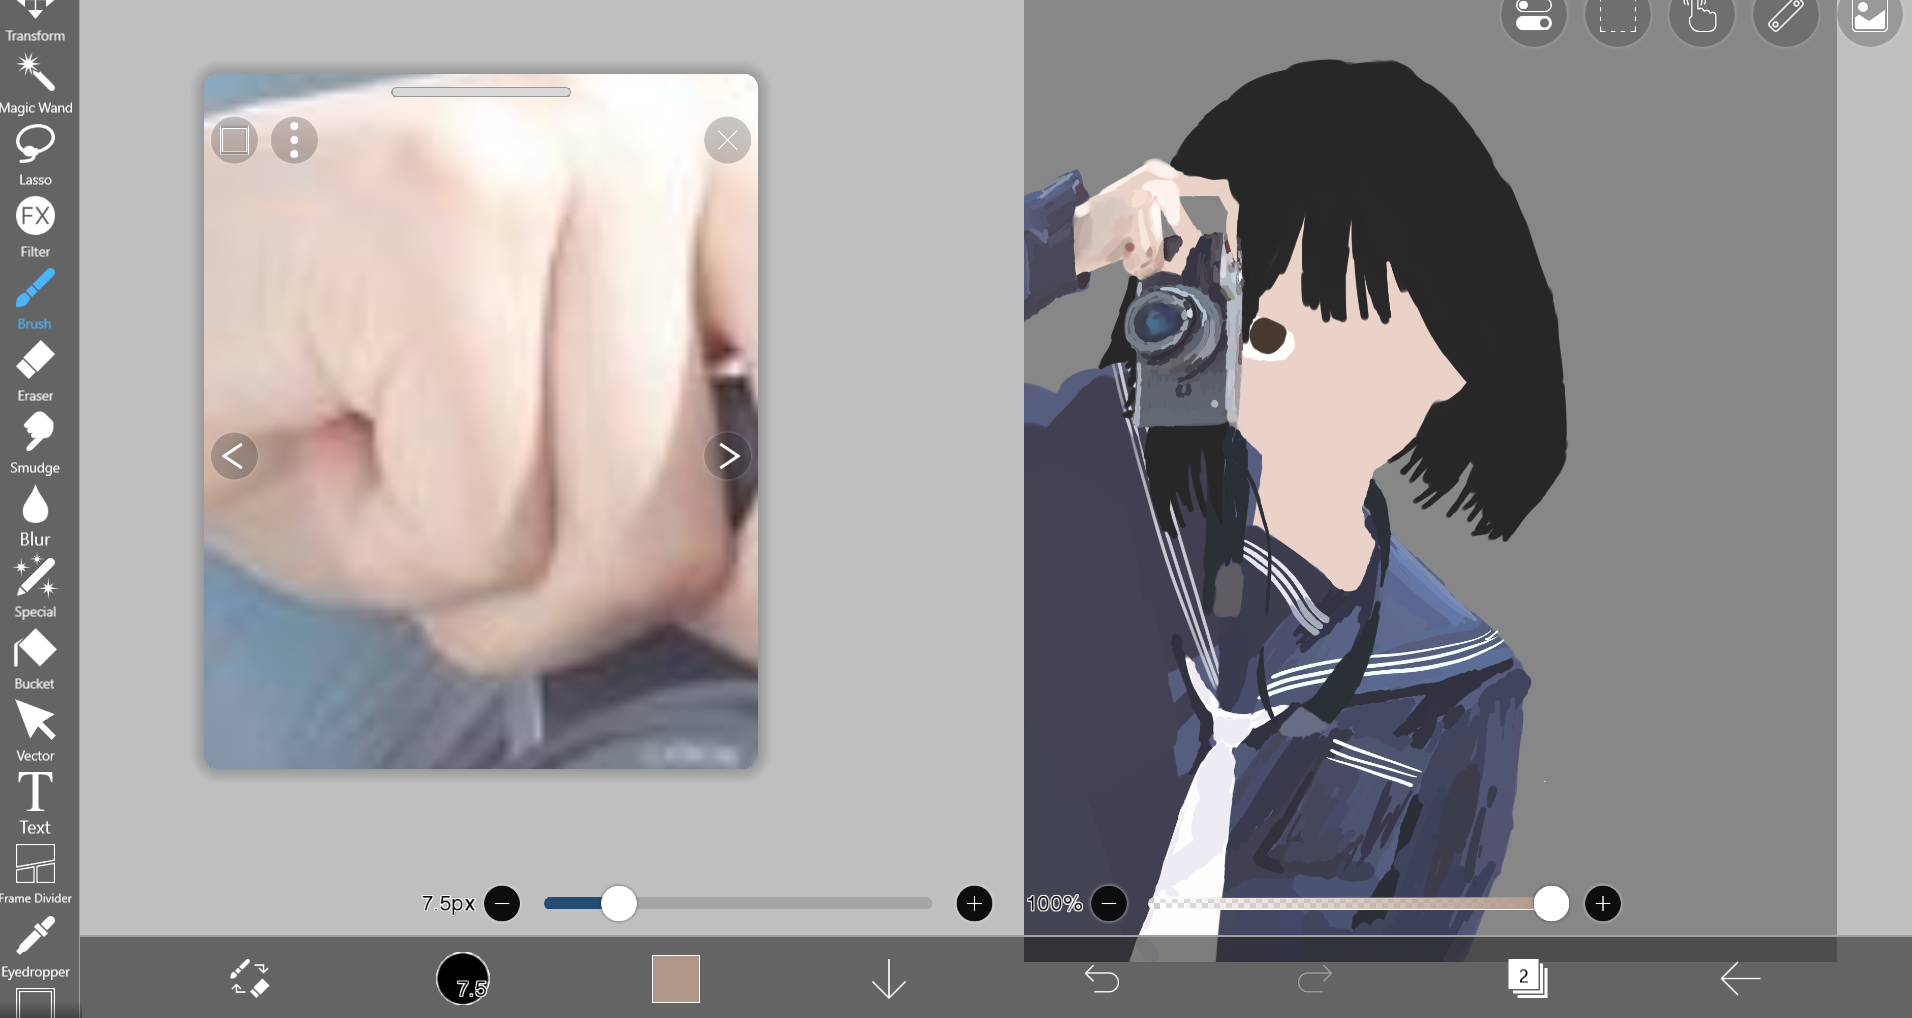 Transform
Magic Wand
Lasso
FX
Filter
Brush
Eraser
Smudge
Blur
Special
Bucket
Vector
T
Text
Frame Divider
Eyedropper
7.5px
100%
7.5
2